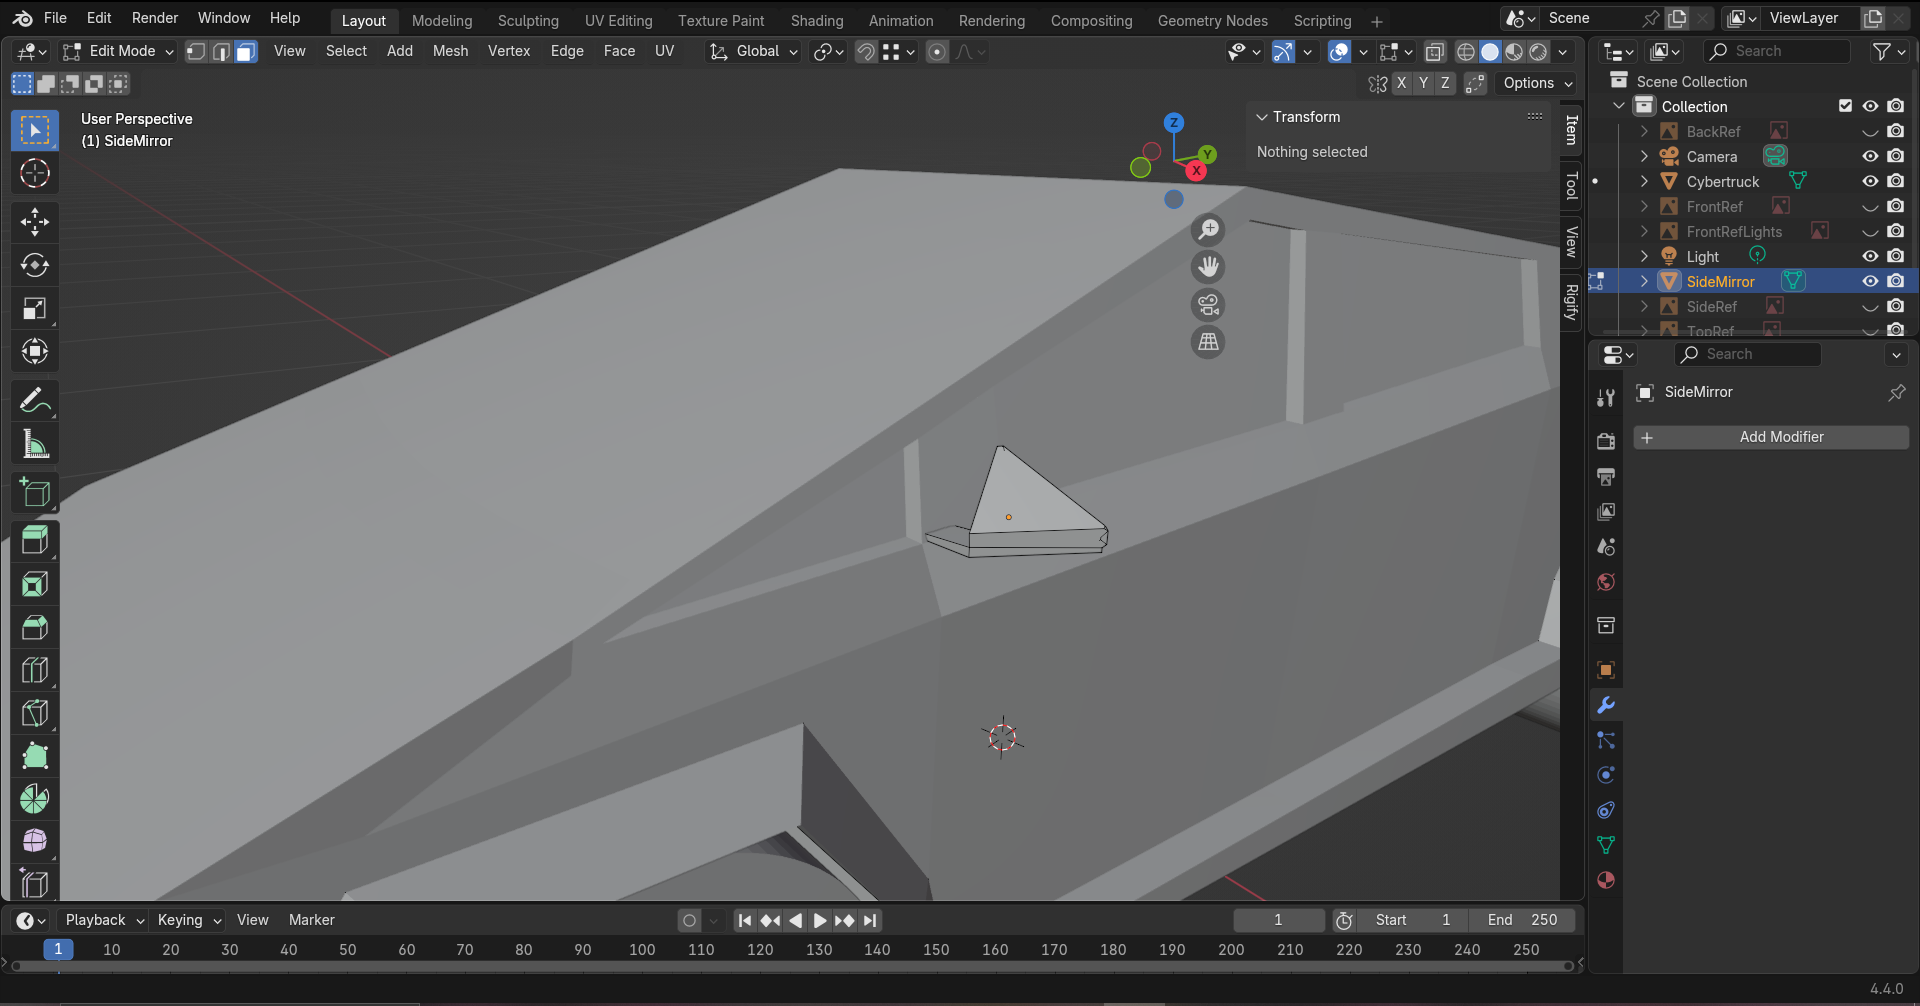 File Edit Render Window Help Layout Modeling Sculpting UV Editing Texture Paint Shading Animation Rendering Compositing Geometry Nodes Scripting + Scene ViewLayer
Edit Mode View Select Add Mesh Vertex Edge Face UV Global Search
X Y Z Options
Scene Collection
Collection
BackRef
Camera
Cybertruck
FrontRef
FrontRefLights
Light
SideMirror
SideRef
TopRef
User Perspective
(1) SideMirror
Z
Y
X
Transform
Nothing selected
Item
Tool
View
Rigify
Search
SideMirror
Add Modifier
Playback Keying View Marker 1 Start 1 End 250
1 10 20 30 40 50 60 70 80 90 100 110 120 130 140 150 160 170 180 190 200 210 220 230 240 250
4.4.0